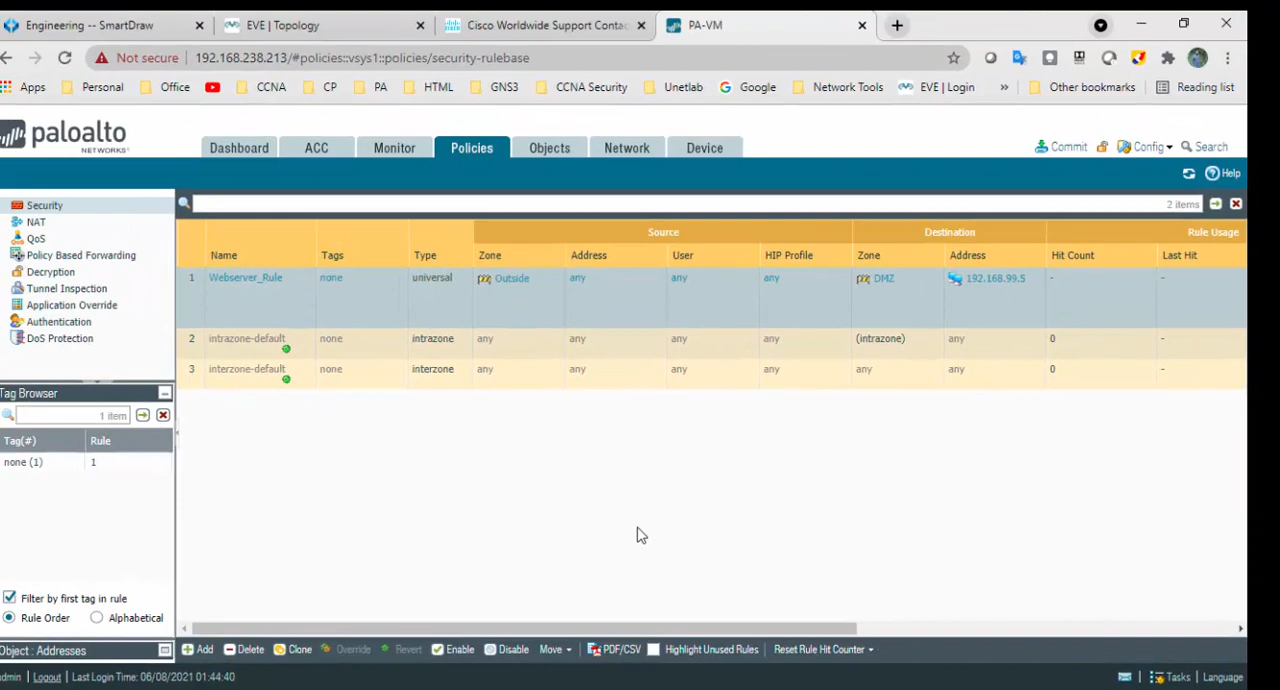 Engineering -- SmartDraw
EVE | Topology
Cisco Worldwide Support Contac
PA-VM
Not secure
192.168.238.213/#policies::vsys1::policies/security-rulebase
Apps
Personal
Office
CCNA
CP
PA
HTML
GNS3
CCNA Security
Unetlab
Google
Network Tools
EVE | Login
»
Other bookmarks
Reading list
paloalto
NETWORKS®
Dashboard
ACC
Monitor
Policies
Objects
Network
Device
Commit
Config
Search
Help
Security
NAT
QoS
Policy Based Forwarding
Decryption
Tunnel Inspection
Application Override
Authentication
DoS Protection
2 items
Source
Destination
Rule Usage
Name Tags Type Zone Address User HIP Profile Zone Address Hit Count Last Hit
1 Webserver_Rule none universal Outside any any any DMZ 192.168.99.5 - -
2 intrazone-default none intrazone any any any any (intrazone) any 0 -
3 interzone-default none interzone any any any any any any 0 -
Tag Browser
1 item
Tag(#) Rule
none (1) 1
Filter by first tag in rule
Rule Order Alphabetical
Object : Addresses
Add Delete Clone Override Revert Enable Disable Move PDF/CSV Highlight Unused Rules Reset Rule Hit Counter
admin | Logout | Last Login Time: 06/08/2021 01:44:40
Tasks | Language